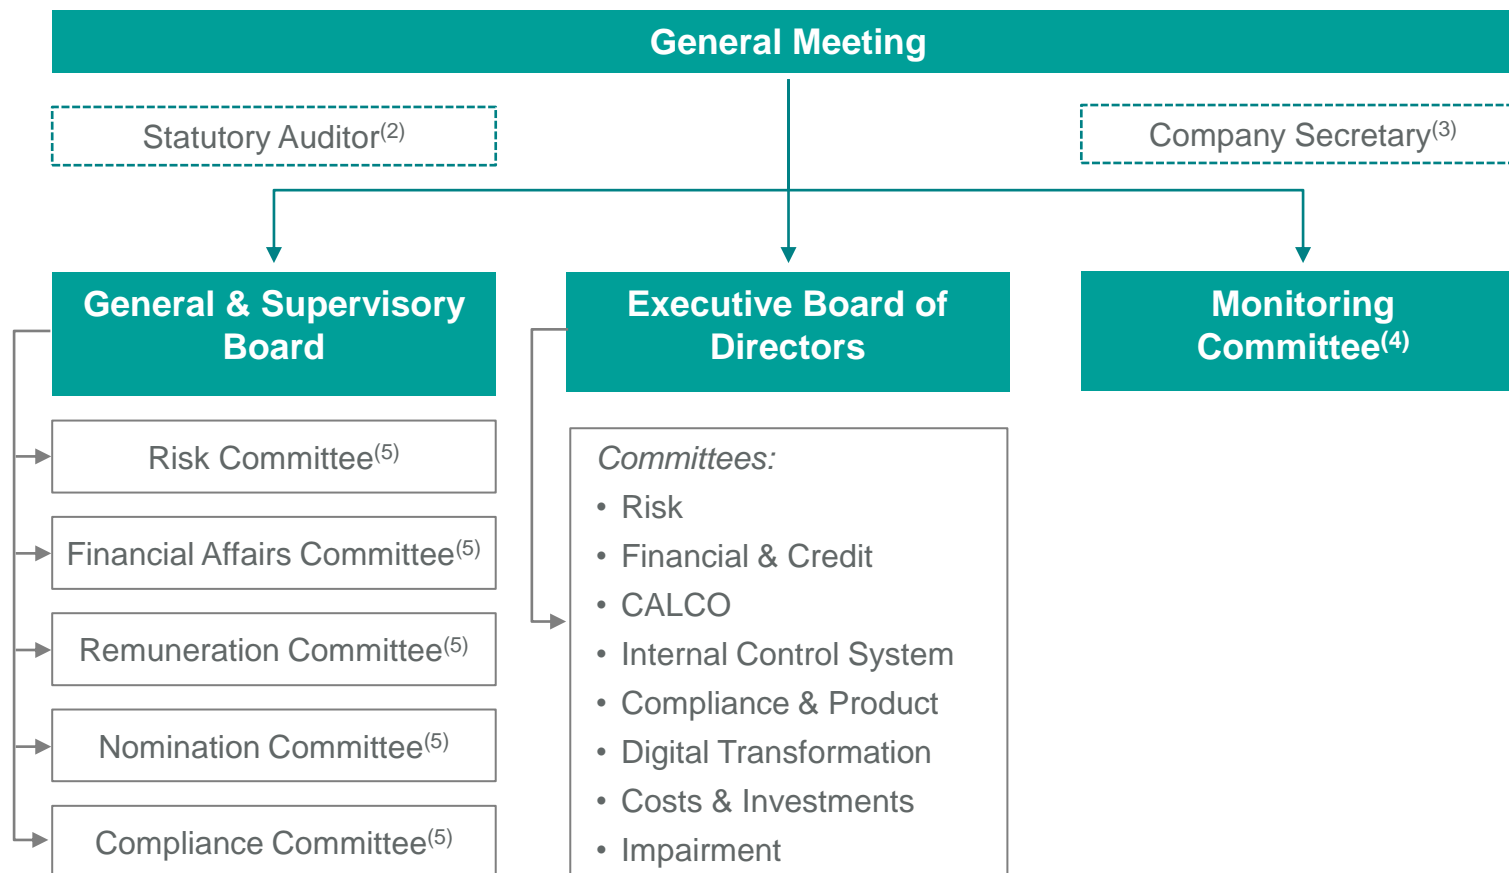 General Meeting
Statutory Auditor(2)
Company Secretary(3)
General & Supervisory
Board
Executive Board of
Directors
Monitoring
Committee(4)
Risk Committee(5)
Financial Affairs Committee(5)
Remuneration Committee(5)
Nomination Committee(5)
Compliance Committee(5)
Committees:
• Risk
• Financial & Credit
• CALCO
• Internal Control System
• Compliance & Product
• Digital Transformation
• Costs & Investments
• Impairment